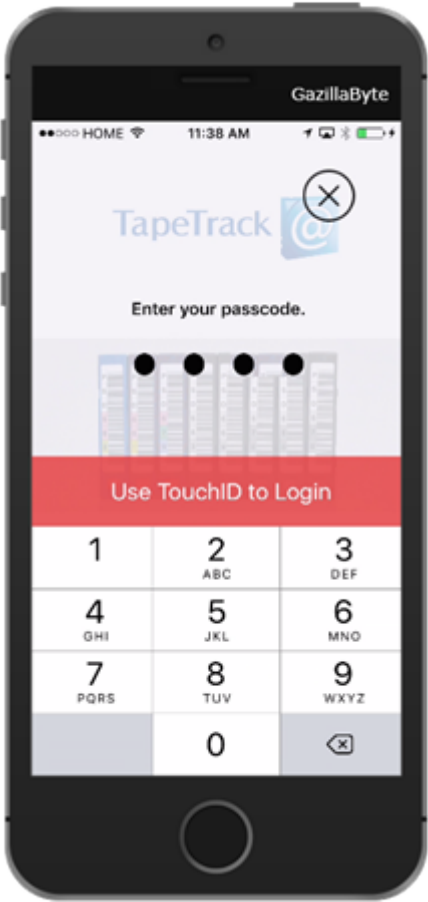 GazillaByte
HOME 11:38 AM
TapeTrack @
Enter your passcode.
Use TouchID to Login
1 2 3
ABC DEF
4 5 6
GHI JKL MNO
7 8 9
PQRS TUV WXYZ
0